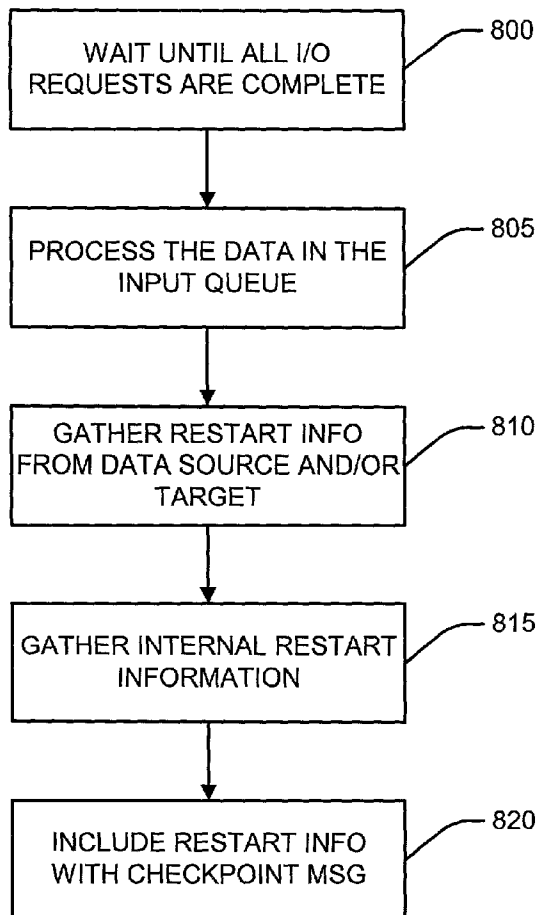 WAIT UNTIL ALL I/O
REQUESTS ARE COMPLETE
800
PROCESS THE DATA IN THE
INPUT QUEUE
805
GATHER RESTART INFO
FROM DATA SOURCE AND/OR
TARGET
810
GATHER INTERNAL RESTART
INFORMATION
815
INCLUDE RESTART INFO
WITH CHECKPOINT MSG
820